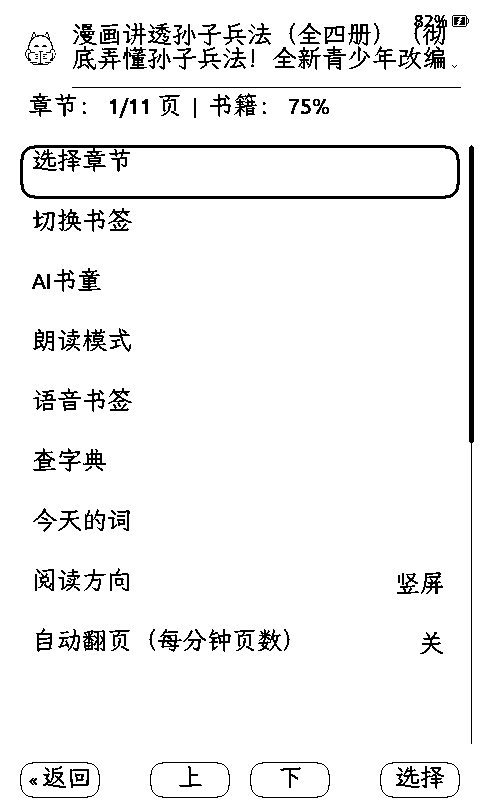 82%
漫画讲透孙子兵法（全四册）（彻
底弄懂孙子兵法！全新青少年改编
章节： 1/11 页 | 书籍： 75%
选择章节
切换书签
AI书童
朗读模式
语音书签
查字典
今天的词
阅读方向 竖屏
自动翻页（每分钟页数） 关
« 返回 上 下 选择